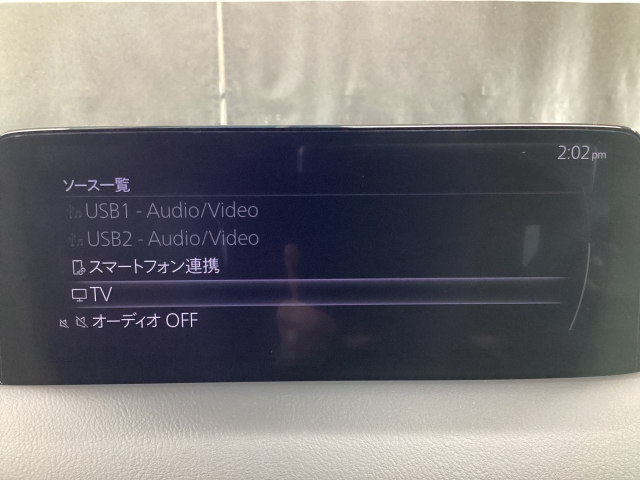 2:02pm
ソース一覧
USB1 - Audio/Video
USB2 - Audio/Video
スマートフォン連携
TV
オーディオ OFF